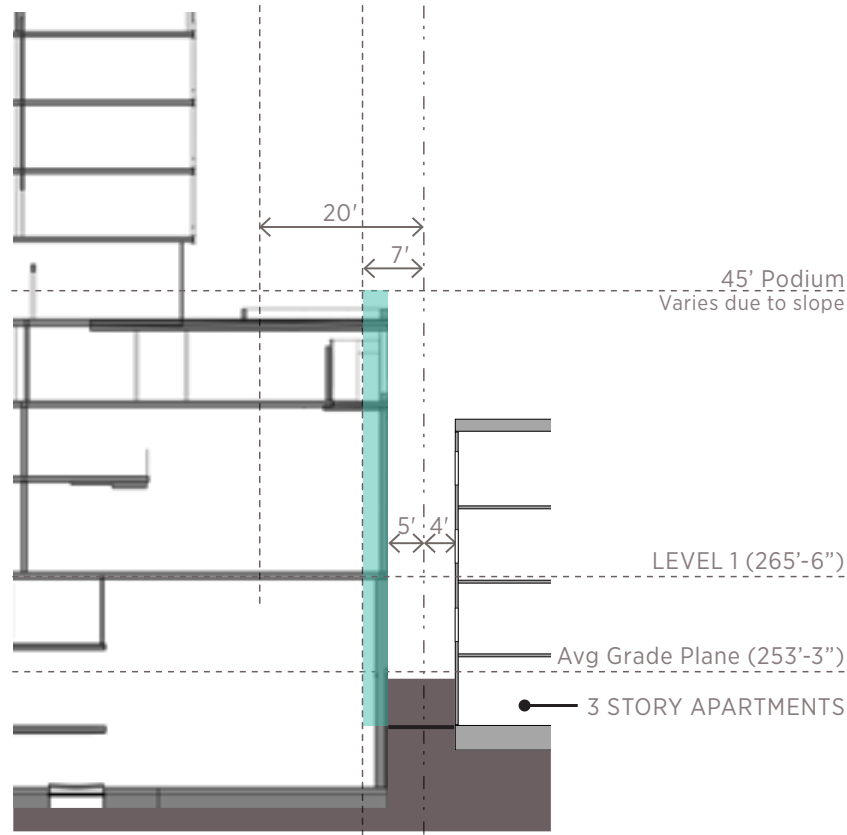 20'
7'
45’ Podium
Varies due to slope
5' 4'
LEVEL 1 (265’-6”)
Avg Grade Plane (253’-3”)
3 STORY APARTMENTS